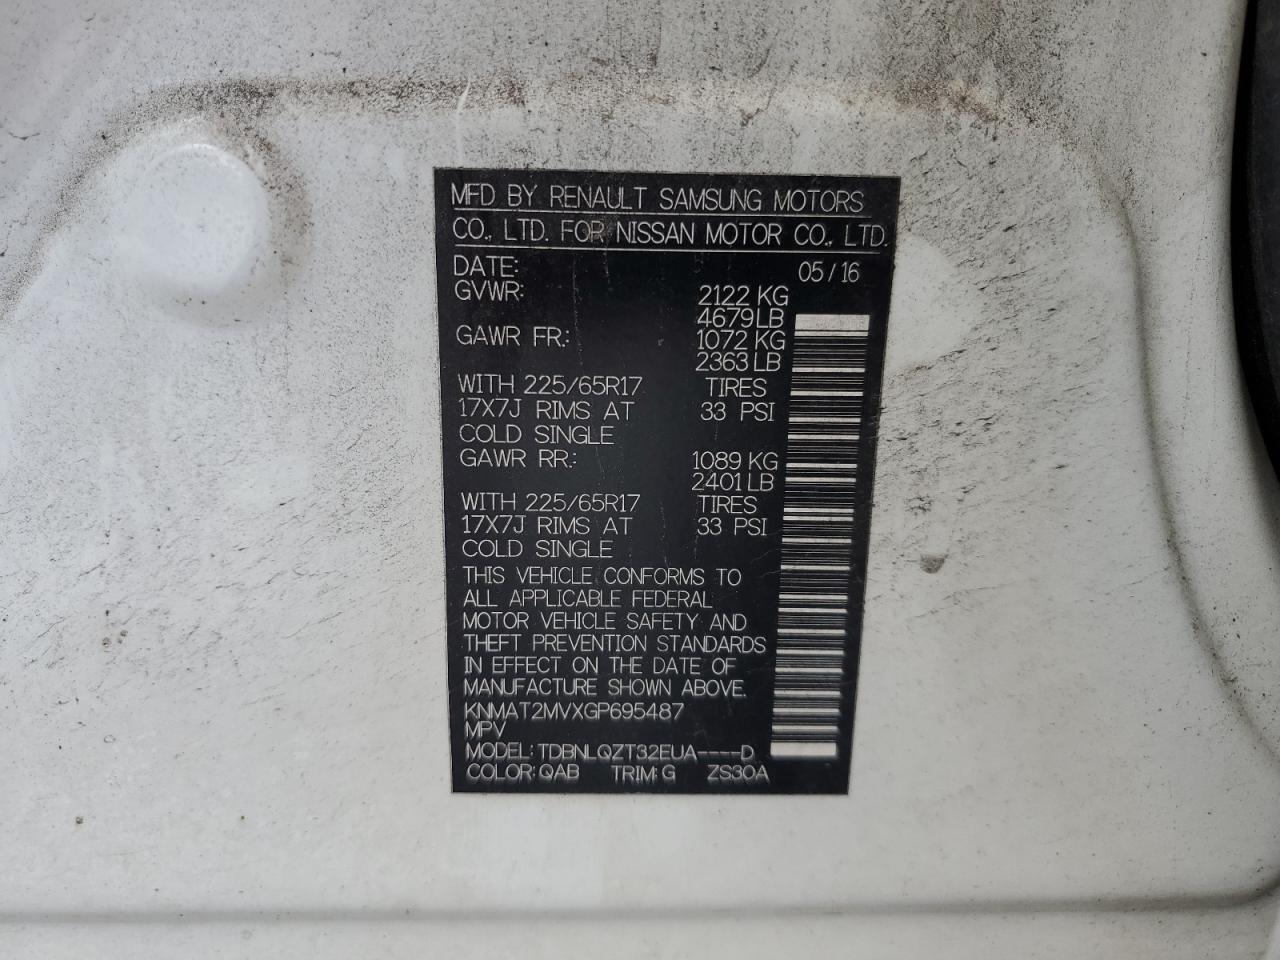 MFD BY RENAULT SAMSUNG MOTORS
CO., LTD. FOR NISSAN MOTOR CO., LTD.
DATE: 05/16
GVWR: 2122 KG
4679 LB
GAWR FR.: 1072 KG
2363 LB
WITH 225/65R17 TIRES
17X7J RIMS AT 33 PSI
COLD SINGLE
GAWR RR.: 1089 KG
2401 LB
WITH 225/65R17 TIRES
17X7J RIMS AT 33 PSI
COLD SINGLE
THIS VEHICLE CONFORMS TO
ALL APPLICABLE FEDERAL
MOTOR VEHICLE SAFETY AND
THEFT PREVENTION STANDARDS
IN EFFECT ON THE DATE OF
MANUFACTURE SHOWN ABOVE.
KNMAT2MVXGP695487
MPV
MODEL: TDBNLQZT32EUA----D
COLOR: QAB TRIM: G ZS30A